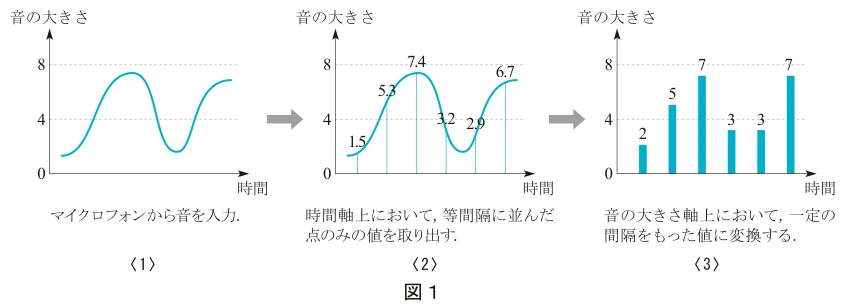 音の大きさ
8
4
0
時間
マイクロフォンから音を入力.
〈1〉
音の大きさ
8
4
0
1.5
5.3
7.4
3.2
2.9
6.7
時間
時間軸上において, 等間隔に並んだ
点のみの値を取り出す.
〈2〉
音の大きさ
8
4
0
2
5
7
3
3
7
時間
音の大きさ軸上において, 一定の
間隔をもった値に変換する.
〈3〉
図1